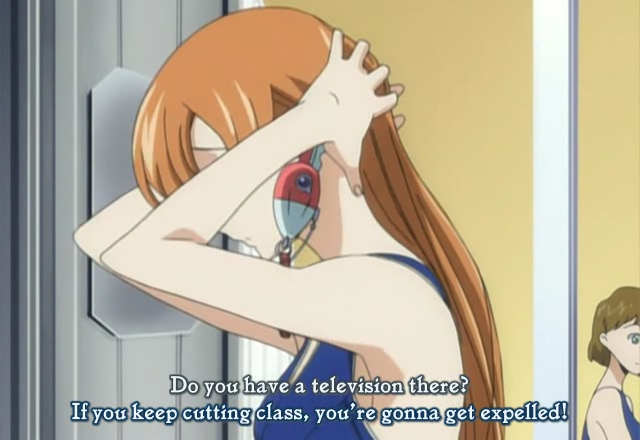 Do you have a television there?
If you keep cutting class, you're gonna get expelled!